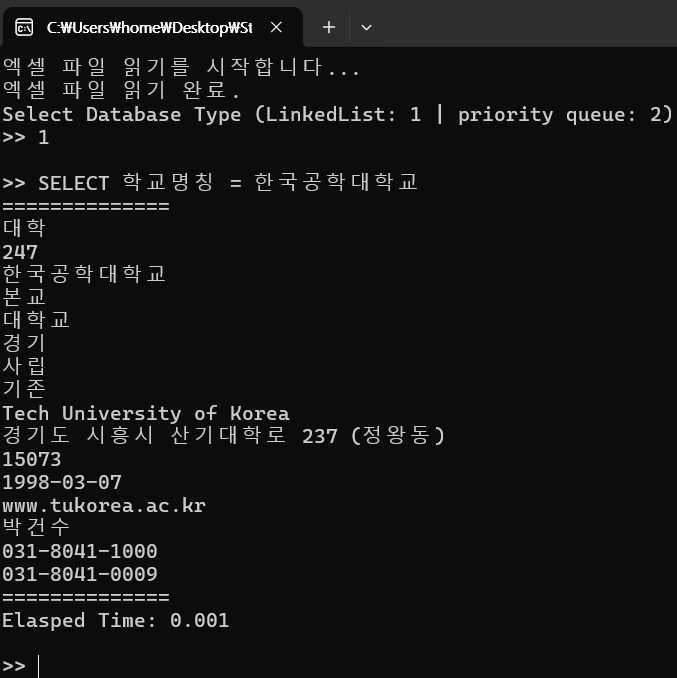 C:₩Users₩home₩Desktop₩St
엑셀 파일 읽기를 시작합니다...
엑셀 파일 읽기 완료.
Select Database Type (LinkedList: 1 | priority queue: 2)
>> 1
>> SELECT 학교명칭 = 한국공학대학교
==============
대학
247
한국공학대학교
본교
대학교
경기
사립
기존
Tech University of Korea
경기도 시흥시 산기대학로 237 (정왕동)
15073
1998-03-07
www.tukorea.ac.kr
박건수
031-8041-1000
031-8041-0009
==============
Elasped Time: 0.001
>>